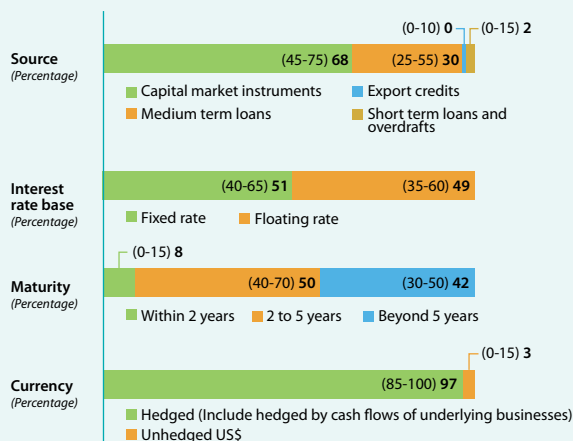 (0-10) 0
(0-15) 2
Source
(Percentage)
(45-75) 68
(25-55) 30
Capital market instruments
Export credits
Medium term loans
Short term loans and
overdrafts
Interest
rate base
(Percentage)
(40-65) 51
(35-60) 49
Fixed rate
Floating rate
(0-15) 8
Maturity
(Percentage)
(40-70) 50
(30-50) 42
Within 2 years
2 to 5 years
Beyond 5 years
(0-15) 3
Currency
(Percentage)
(85-100) 97
Hedged (Include hedged by cash flows of underlying businesses)
Unhedged US$